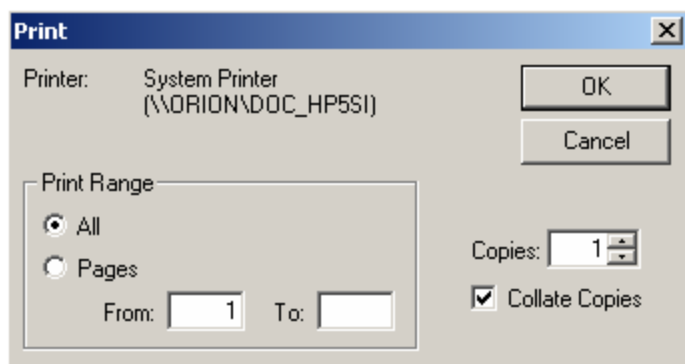 Print
Printer: System Printer
(\\ORION\DOC_HP5SI)
OK
Cancel
Print Range
All
Pages
From: 1 To:
Copies: 1
Collate Copies